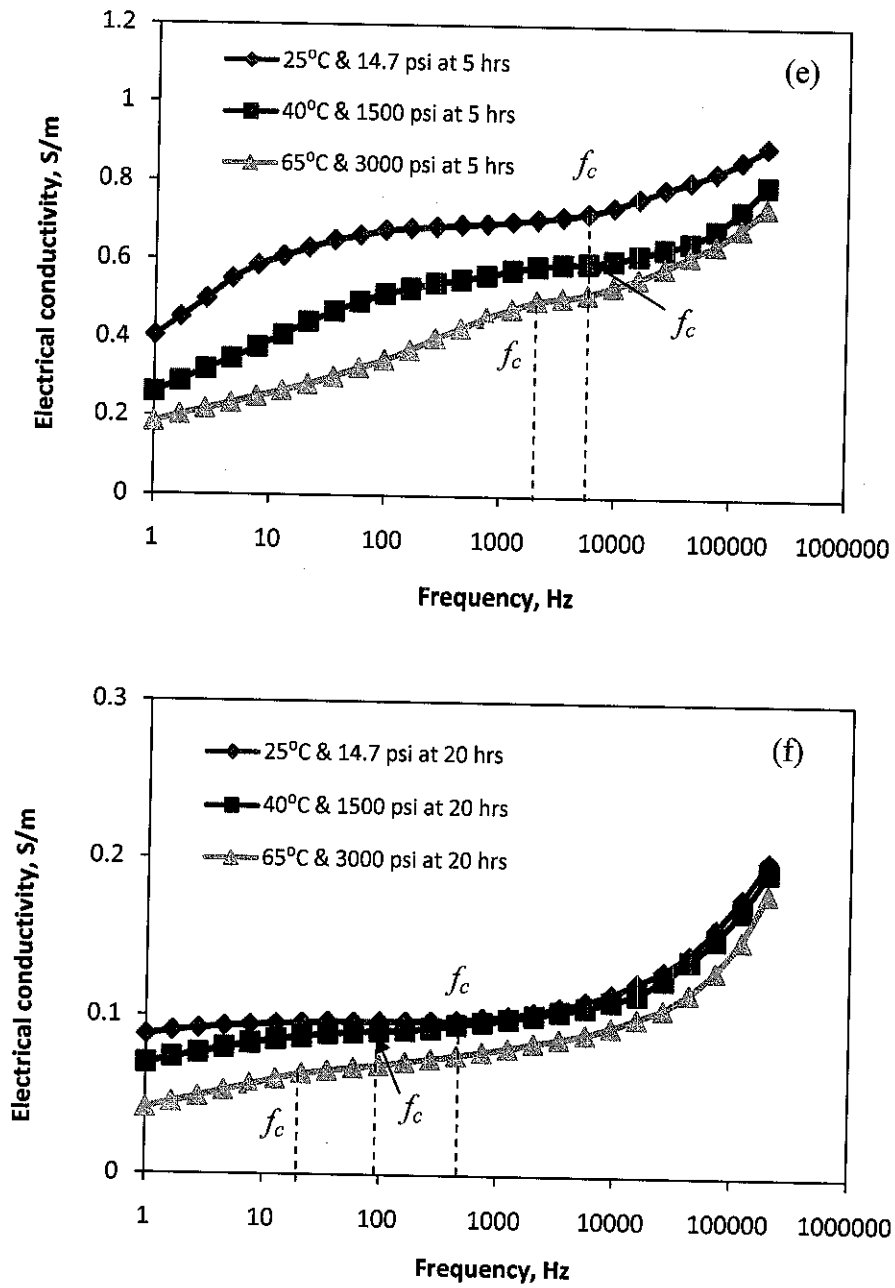 1.2
(e)
25°C & 14.7 psi at 5 hrs
1
40°C & 1500 psi at 5 hrs
65°C & 3000 psi at 5 hrs
fc
0.8
0.6
fc
0.4
fc
0.2
0
Electrical conductivity, S/m
1 10 100 1000 10000 100000 1000000
Frequency, Hz
0.3
(f)
25°C & 14.7 psi at 20 hrs
40°C & 1500 psi at 20 hrs
65°C & 3000 psi at 20 hrs
0.2
fc
0.1
fc fc
0
Electrical conductivity, S/m
1 10 100 1000 10000 100000 1000000
Frequency, Hz